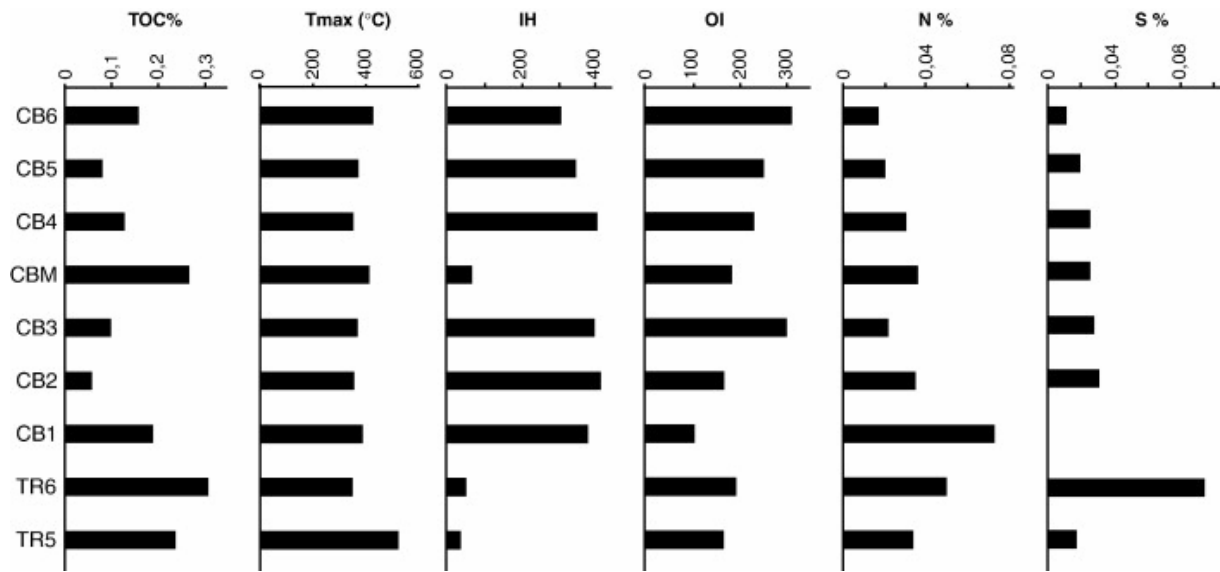 TOC% Tmax (°C) IH OI N % S %
0 0,1 0,2 0,3 0 200 400 600 0 200 400 0 100 200 300 0 0,04 0,08 0 0,04 0,08
CB6
CB5
CB4
CBM
CB3
CB2
CB1
TR6
TR5